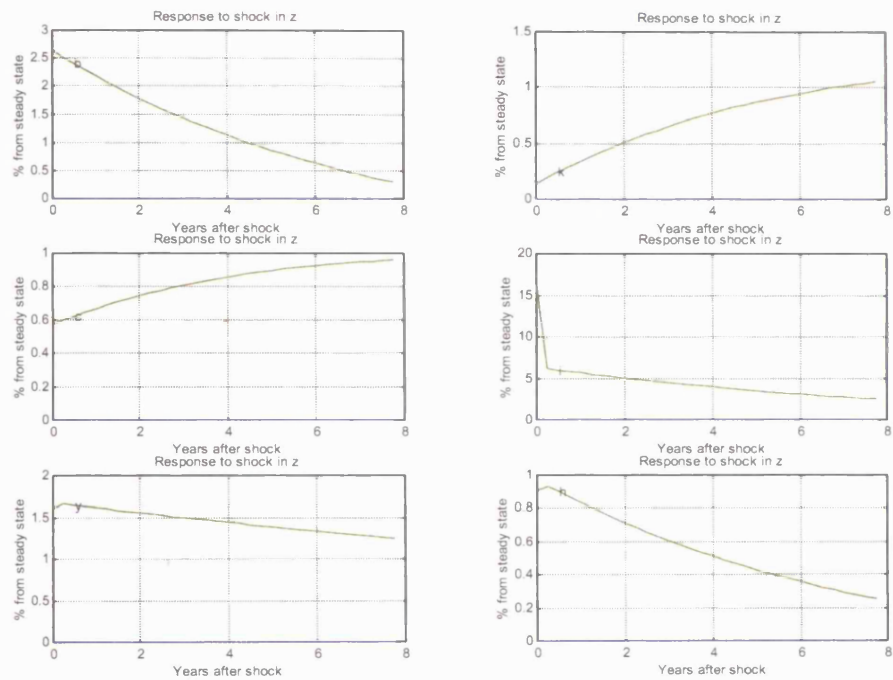 Response to shock in z
3
2.5
2
1.5
1
0.5
0
% from steady state
0 2 4 6 8
Years after shock
Response to shock in z
1.5
1
0.5
0
% from steady state
k
0 2 4 6 8
Years after shock
Response to shock in z
1
0.8
0.6
0.4
0.2
0
% from steady state
c
0 2 4 6 8
Years after shock
Response to shock in z
20
15
10
5
0
% from steady state
0 2 4 6 8
Years after shock
Response to shock in z
2
1.5
1
0.5
0
% from steady state
y
0 2 4 6 8
Years after shock
Response to shock in z
1
0.8
0.6
0.4
0.2
0
% from steady state
n
0 2 4 6 8
Years after shock